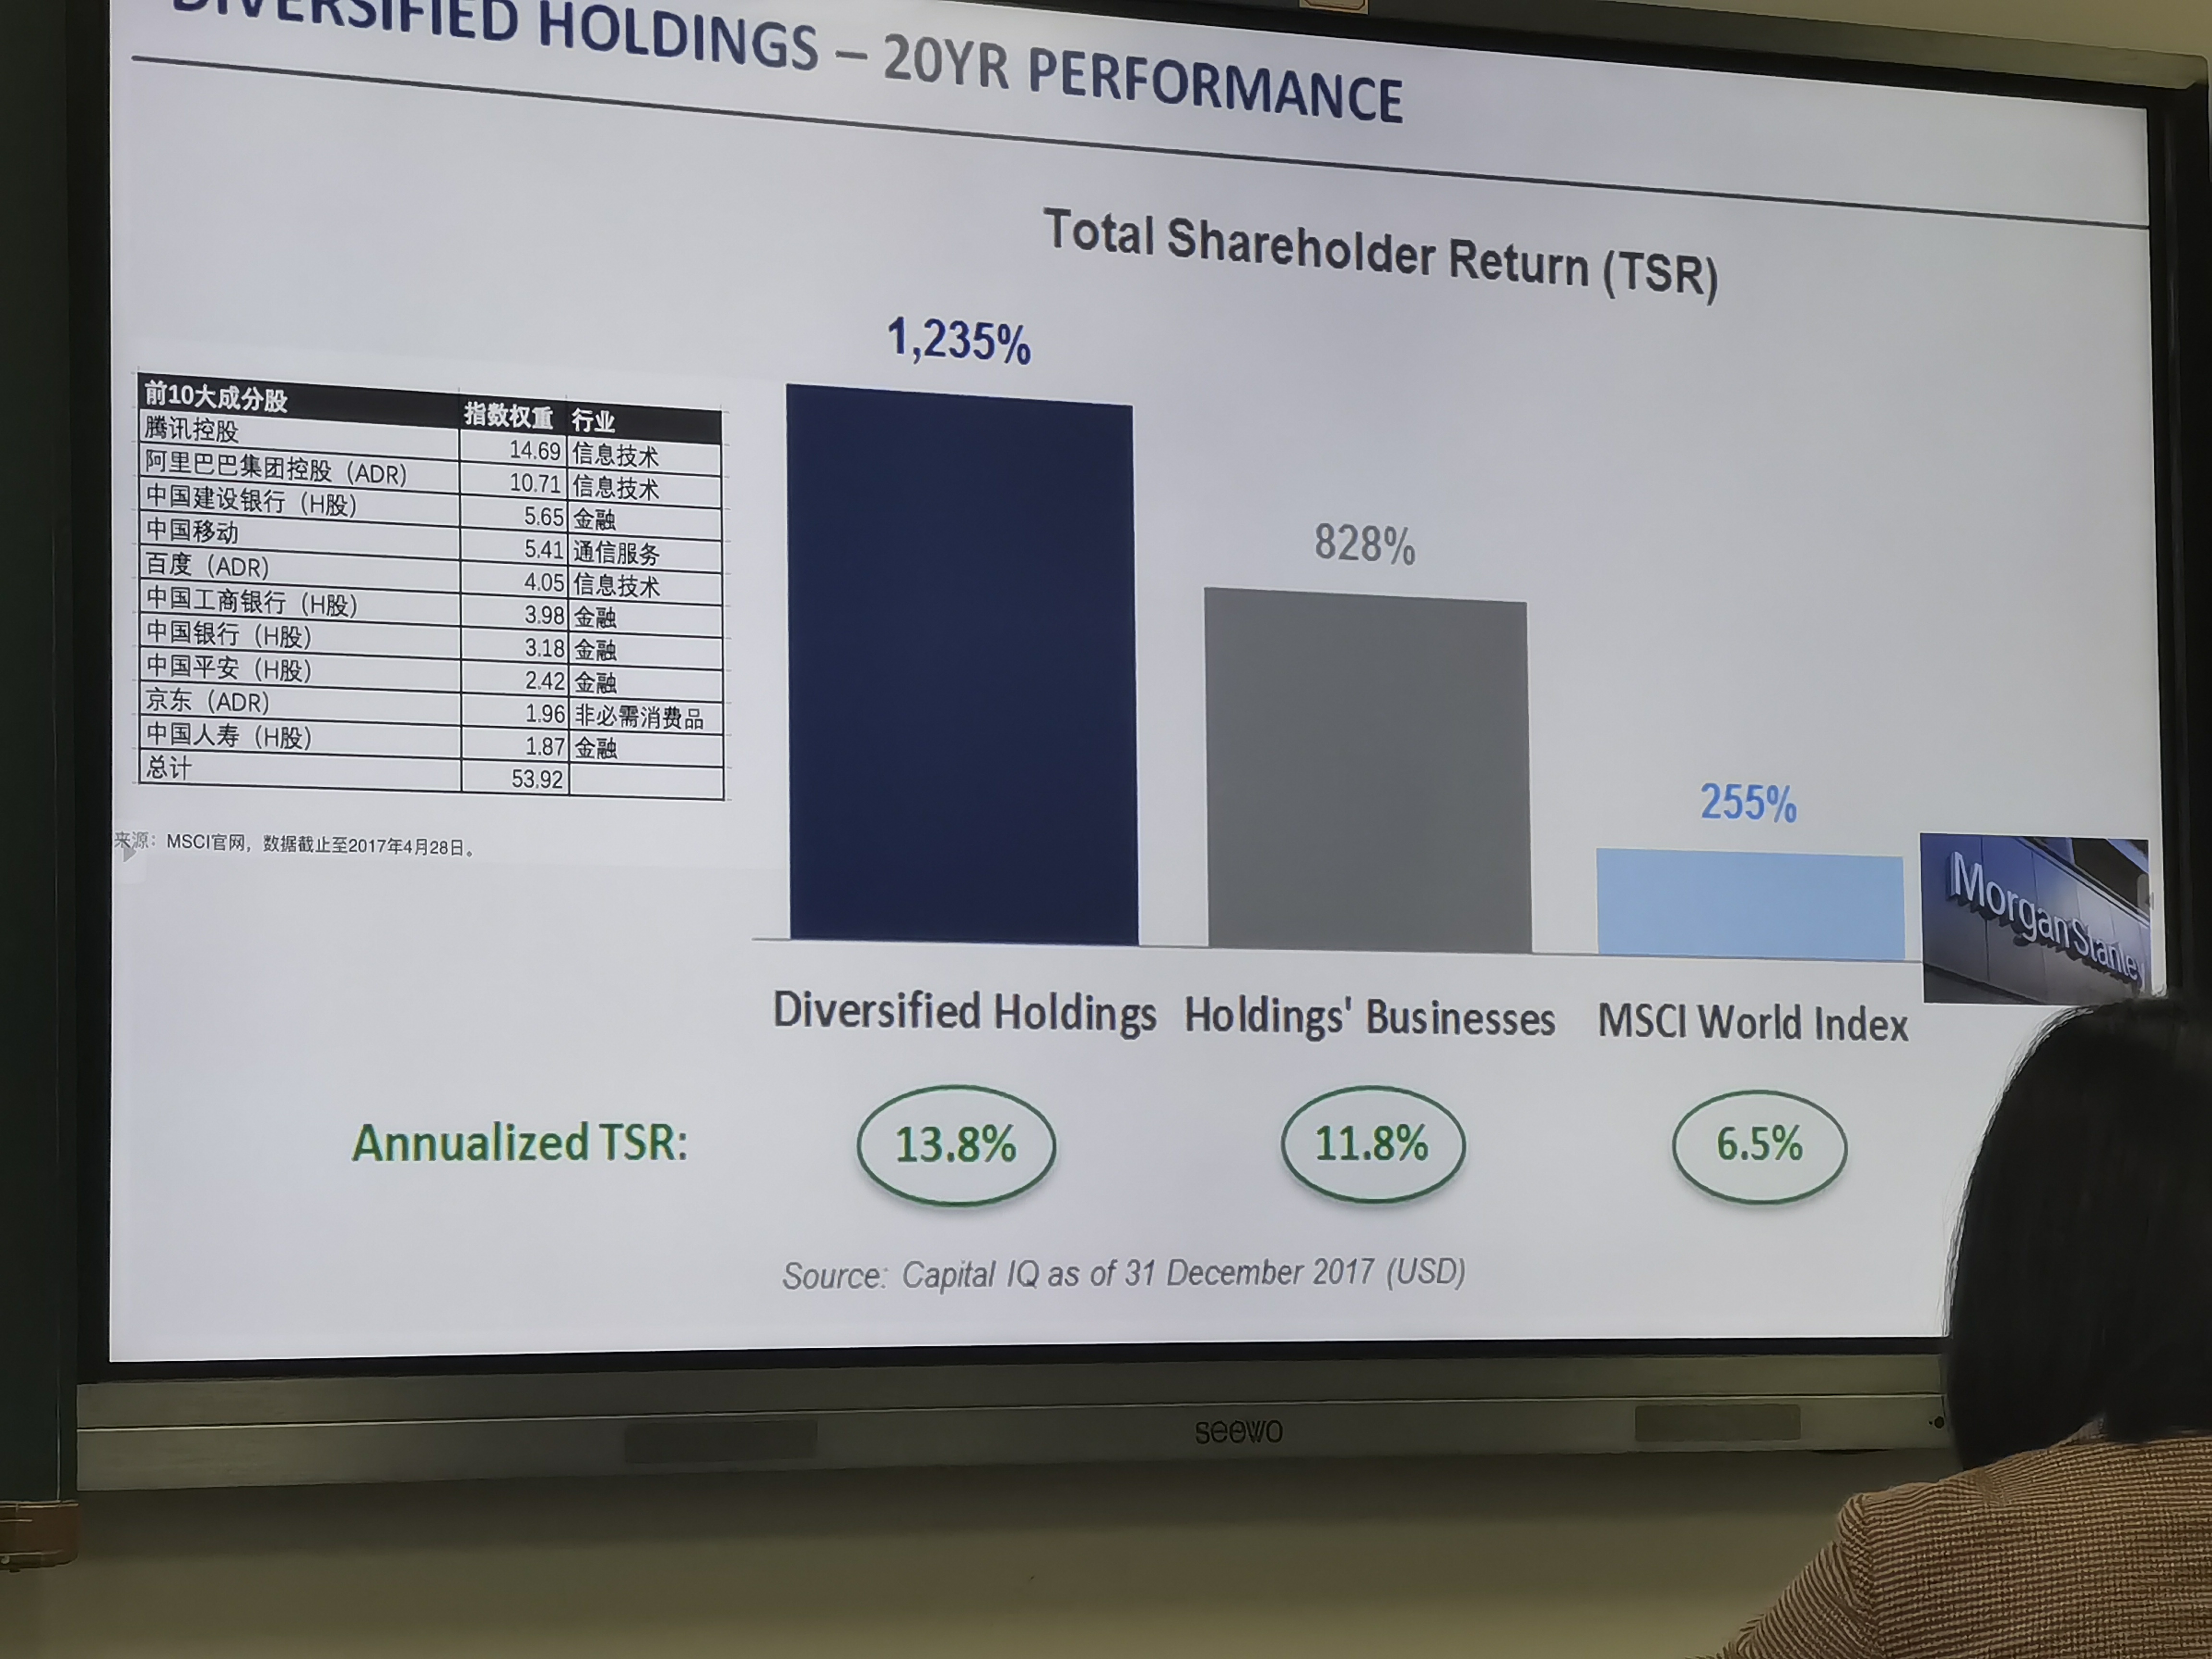 DIVERSIFIED HOLDINGS – 20YR PERFORMANCE
Total Shareholder Return (TSR)
前10大成分股 指数权重 行业
腾讯控股 14.69 信息技术
阿里巴巴集团控股（ADR） 10.71 信息技术
中国建设银行（H股） 5.65 金融
中国移动 5.41 通信服务
百度（ADR） 4.05 信息技术
中国工商银行（H股） 3.98 金融
中国银行（H股） 3.18 金融
中国平安（H股） 2.42 金融
京东（ADR） 1.96 非必需消费品
中国人寿（H股） 1.87 金融
总计 53.92
来源：MSCI官网，数据截止至2017年4月28日。
1,235%
828%
255%
Morgan Stanley
Diversified Holdings Holdings' Businesses MSCI World Index
Annualized TSR: 13.8% 11.8% 6.5%
Source: Capital IQ as of 31 December 2017 (USD)
seewo